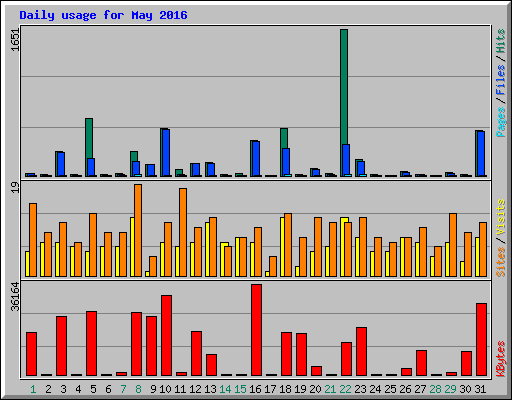 Daily usage for May 2016
1651
Pages / Files / Hits
19
Sites / Visits
36164
KBytes
1 2 3 4 5 6 7 8 9 10 11 12 13 14 15 16 17 18 19 20 21 22 23 24 25 26 27 28 29 30 31